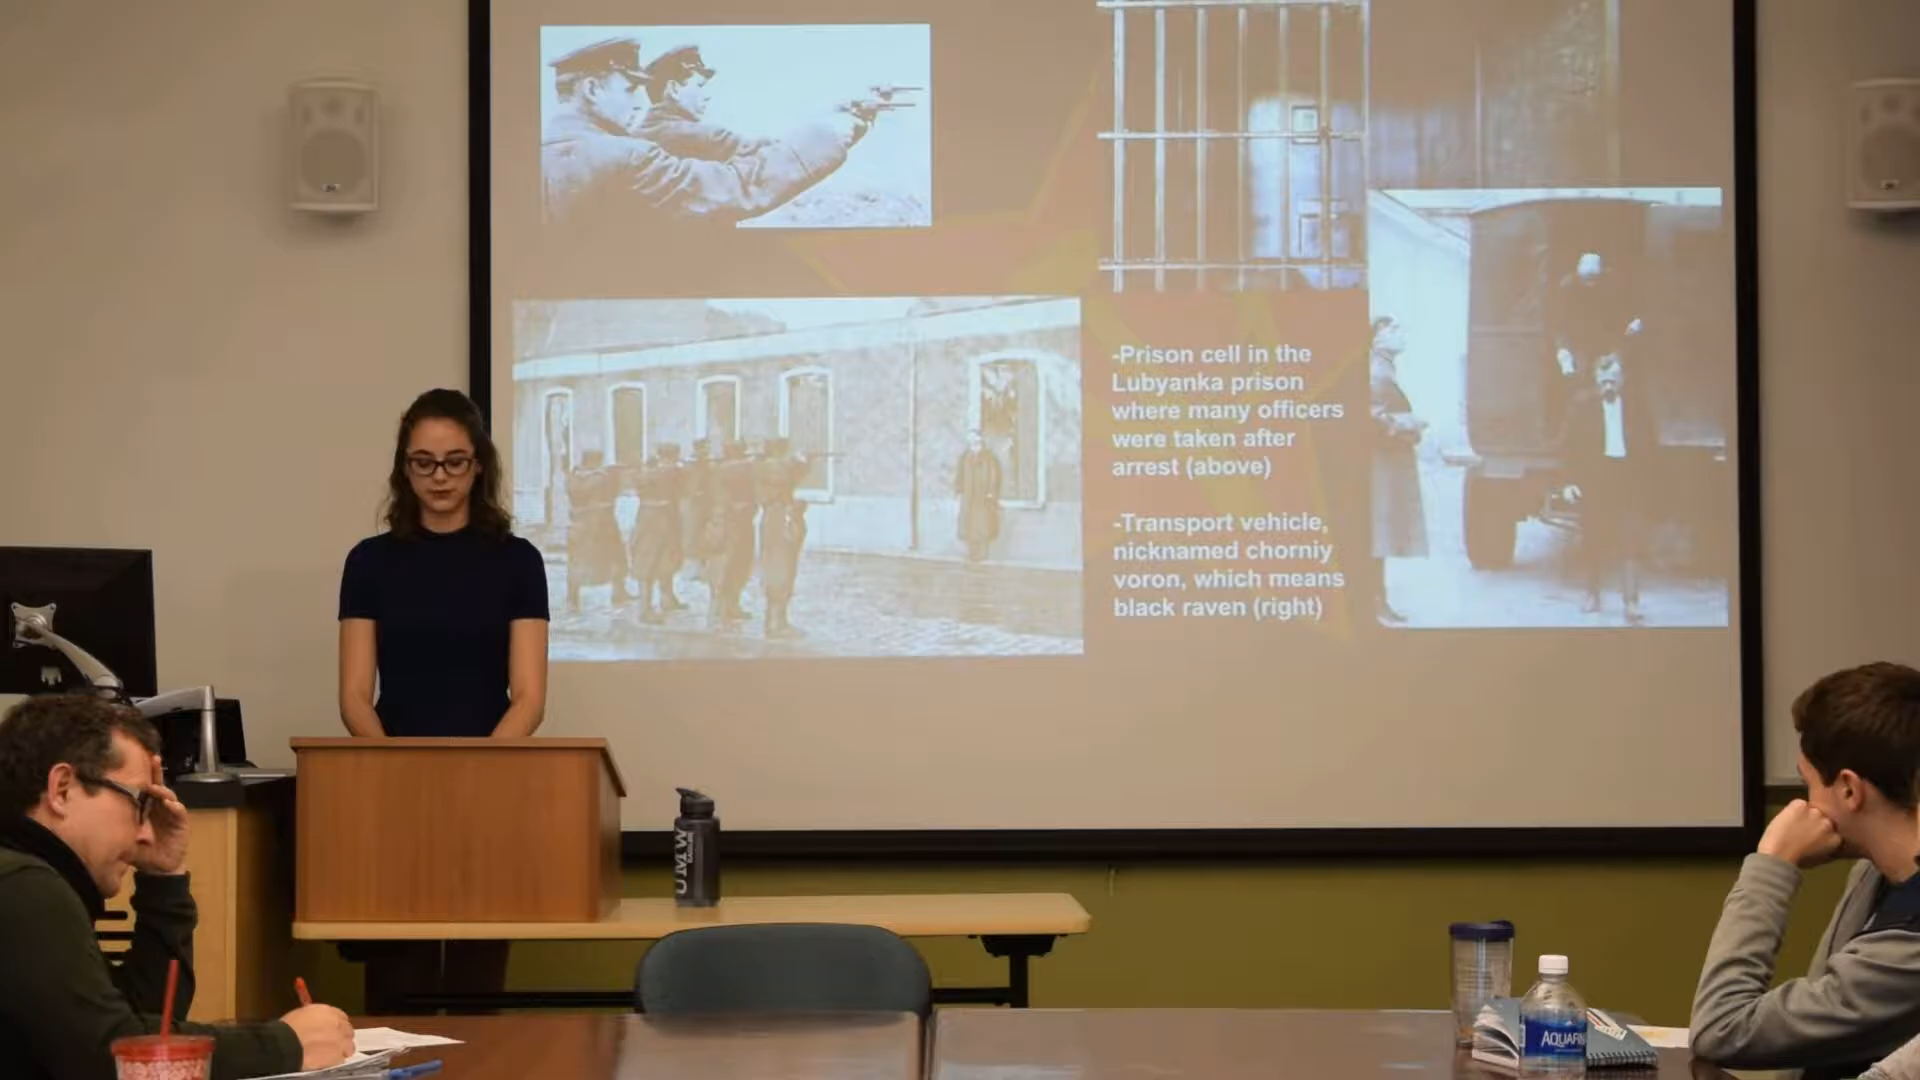 -Prison cell in the
Lubyanka prison
where many officers
were taken after
arrest (above)
-Transport vehicle,
nicknamed chorniy
voron, which means
black raven (right)
UMW
EAGLES